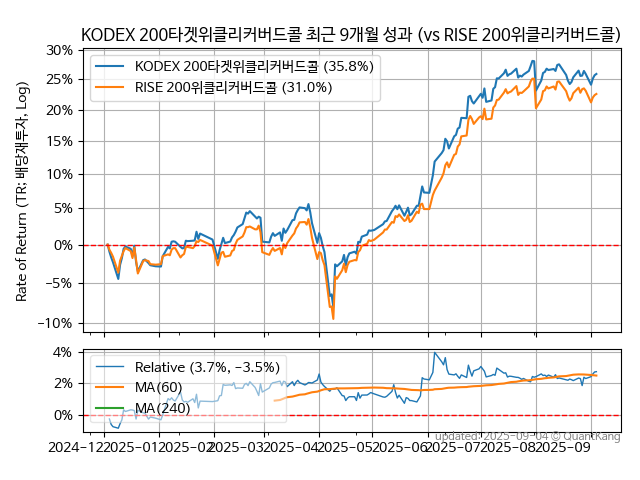 KODEX 200타겟위클리커버드콜 최근 9개월 성과 (vs RISE 200위클리커버드콜)
Rate of Return (TR: 배당재투자, Log)
30%
25%
20%
15%
10%
5%
0%
−5%
−10%
KODEX 200타겟위클리커버드콜 (35.8%)
RISE 200위클리커버드콜 (31.0%)
4%
2%
0%
Relative (3.7%, −3.5%)
MA(60)
MA(240)
updated: 2025-09-04 © QuantKang
2024-12 2025-01 2025-02 2025-03 2025-04 2025-05 2025-06 2025-07 2025-08 2025-09